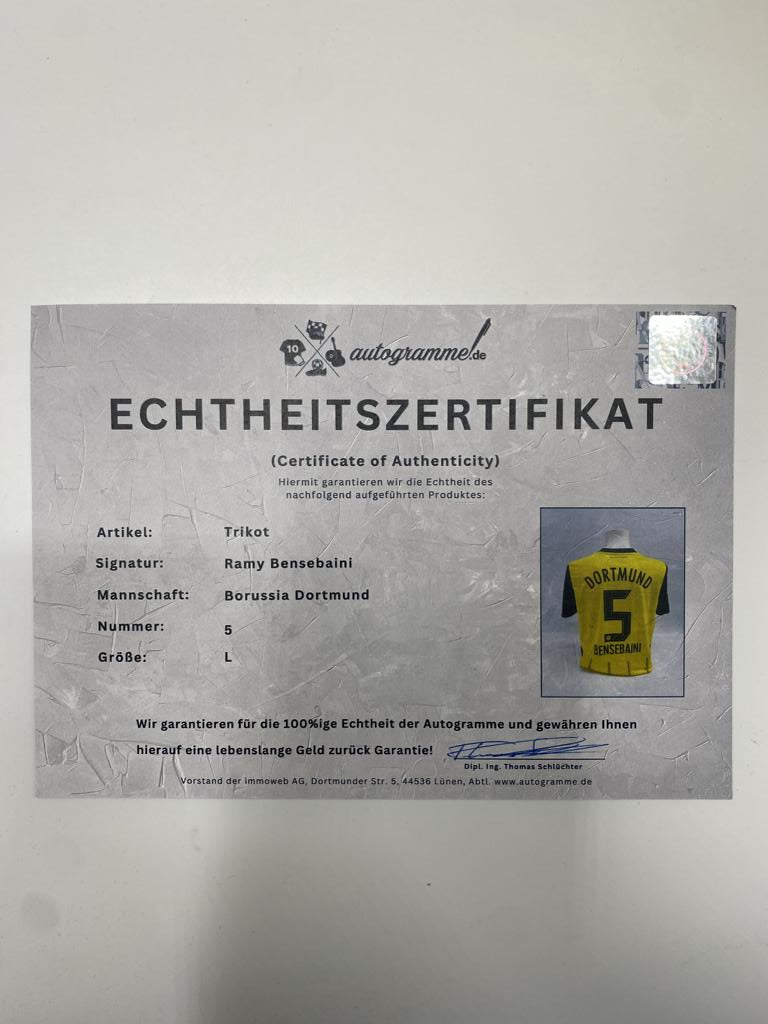 10
autogramme.de
ECHTHEITSZERTIFIKAT
(Certificate of Authenticity)
Hiermit garantieren wir die Echtheit des
nachfolgend aufgeführten Produktes:
Artikel: Trikot
Signatur: Ramy Bensebaini
Mannschaft: Borussia Dortmund
Nummer: 5
Größe: L
DORTMUND
5
BENSEBAINI
Wir garantieren für die 100%ige Echtheit der Autogramme und gewähren Ihnen
hierauf eine lebenslange Geld zurück Garantie!
Dipl. Ing. Thomas Schlüchter
Vorstand der immoweb AG, Dortmunder Str. 5, 44536 Lünen, Abtl. www.autogramme.de